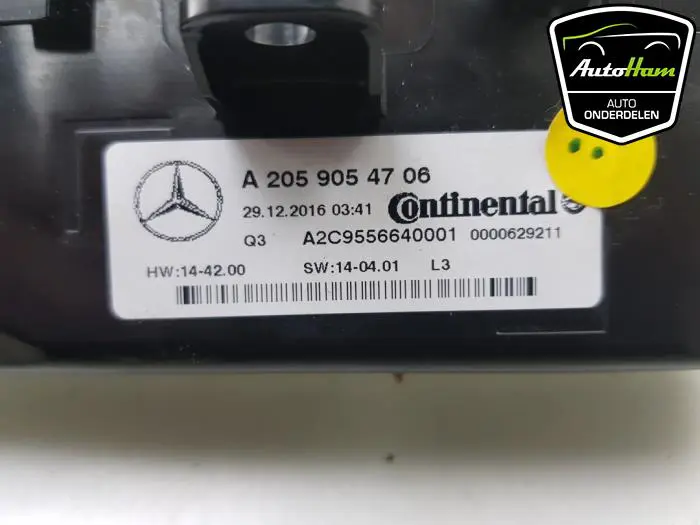 AutoHam
AUTO
ONDERDELEN
A 205 905 47 06
29.12.2016 03:41 Continental
Q3 A2C9556640001 0000629211
HW:14-42.00 SW:14-04.01 L3